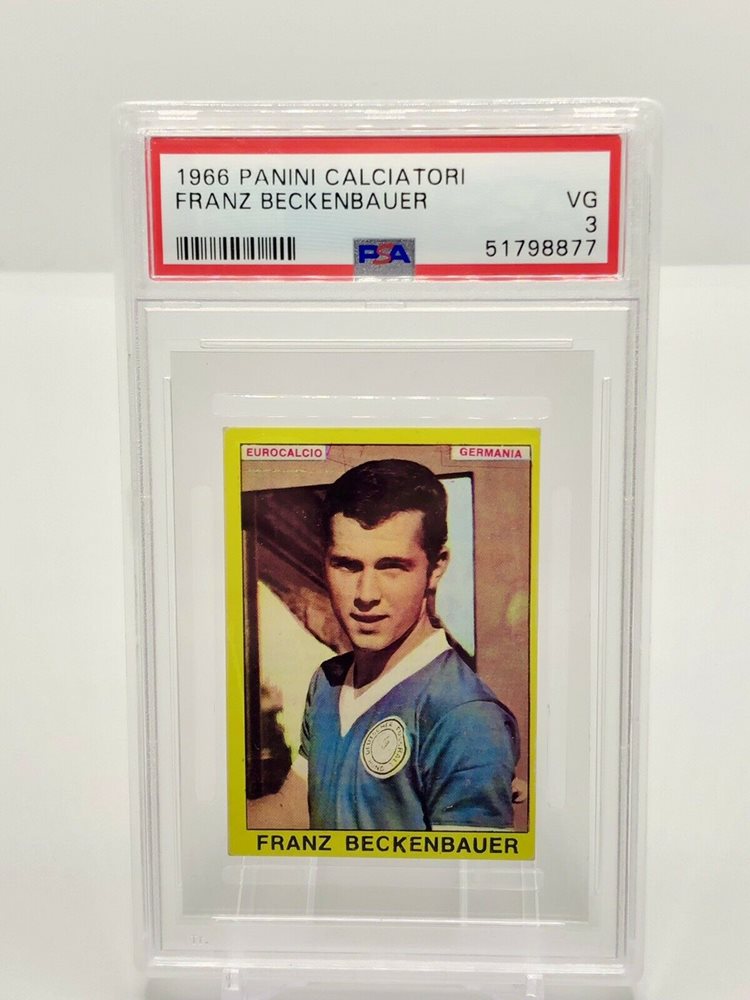 1966 PANINI CALCIATORI
FRANZ BECKENBAUER
VG
3
PSA
51798877
EUROCALCIO
GERMANIA
FRANZ BECKENBAUER